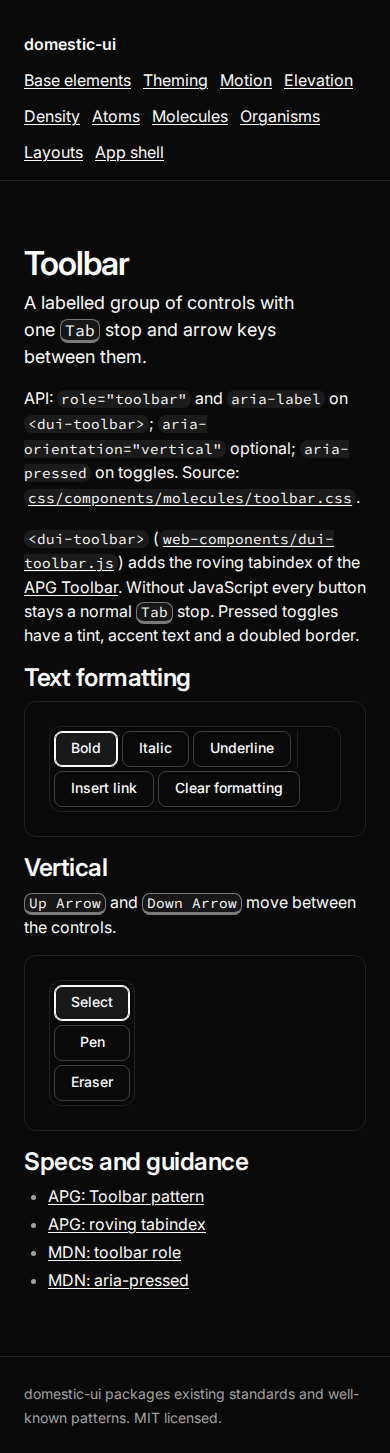 domestic-ui
Base elements Theming Motion Elevation
Density Atoms Molecules Organisms
Layouts App shell
Toolbar
A labelled group of controls with
one Tab stop and arrow keys
between them.
API: role="toolbar" and aria-label on
<dui-toolbar>; aria-
orientation="vertical" optional; aria-
pressed on toggles. Source:
css/components/molecules/toolbar.css.
<dui-toolbar> (web-components/dui-
toolbar.js) adds the roving tabindex of the
APG Toolbar. Without JavaScript every button
stays a normal Tab stop. Pressed toggles
have a tint, accent text and a doubled border.
Text formatting
Bold Italic Underline
Insert link Clear formatting
Vertical
Up Arrow and Down Arrow move between
the controls.
Select
Pen
Eraser
Specs and guidance
APG: Toolbar pattern
APG: roving tabindex
MDN: toolbar role
MDN: aria-pressed
domestic-ui packages existing standards and well-
known patterns. MIT licensed.